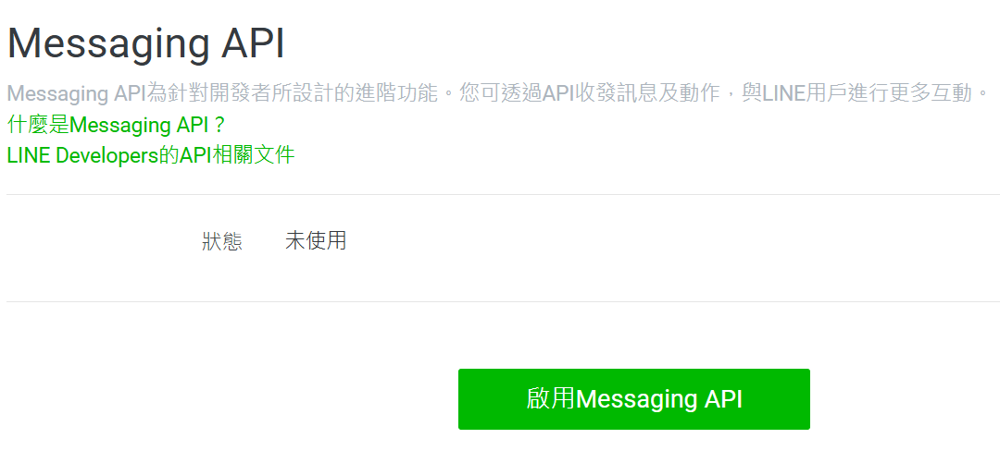 Messaging API
Messaging API為針對開發者所設計的進階功能。您可透過API收發訊息及動作，與LINE用戶進行更多互動。
什麼是Messaging API？
LINE Developers的API相關文件
狀態 未使用
啟用Messaging API